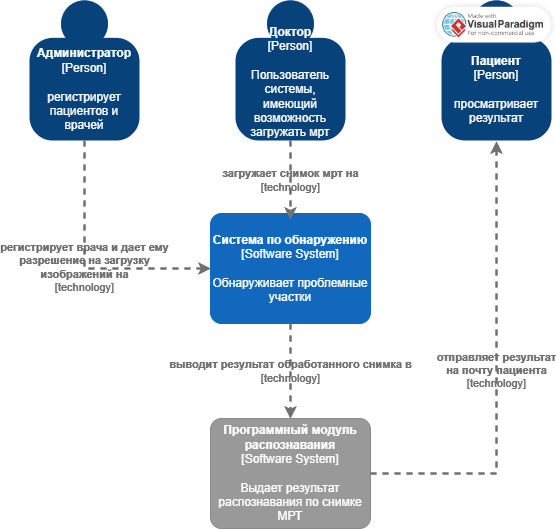 Made with
VisualParadigm
For non-commercial use
Администратор
[Person]
регистрирует
пациентов и
врачей
Доктор
[Person]
Пользователь
системы,
имеющий
возможность
загружать мрт
Пациент
[Person]
просматривает
результат
загружает снимок мрт на
[technology]
регистрирует врача и дает ему
разрешение на загрузку
изображений на
[technology]
Система по обнаружению
[Software System]
Обнаруживает проблемные
участки
выводит результат обработанного снимка в
[technology]
отправляет результат
на почту пациента
[technology]
Программный модуль
распознавания
[Software System]
Выдает результат
распознавания по снимке
МРТ